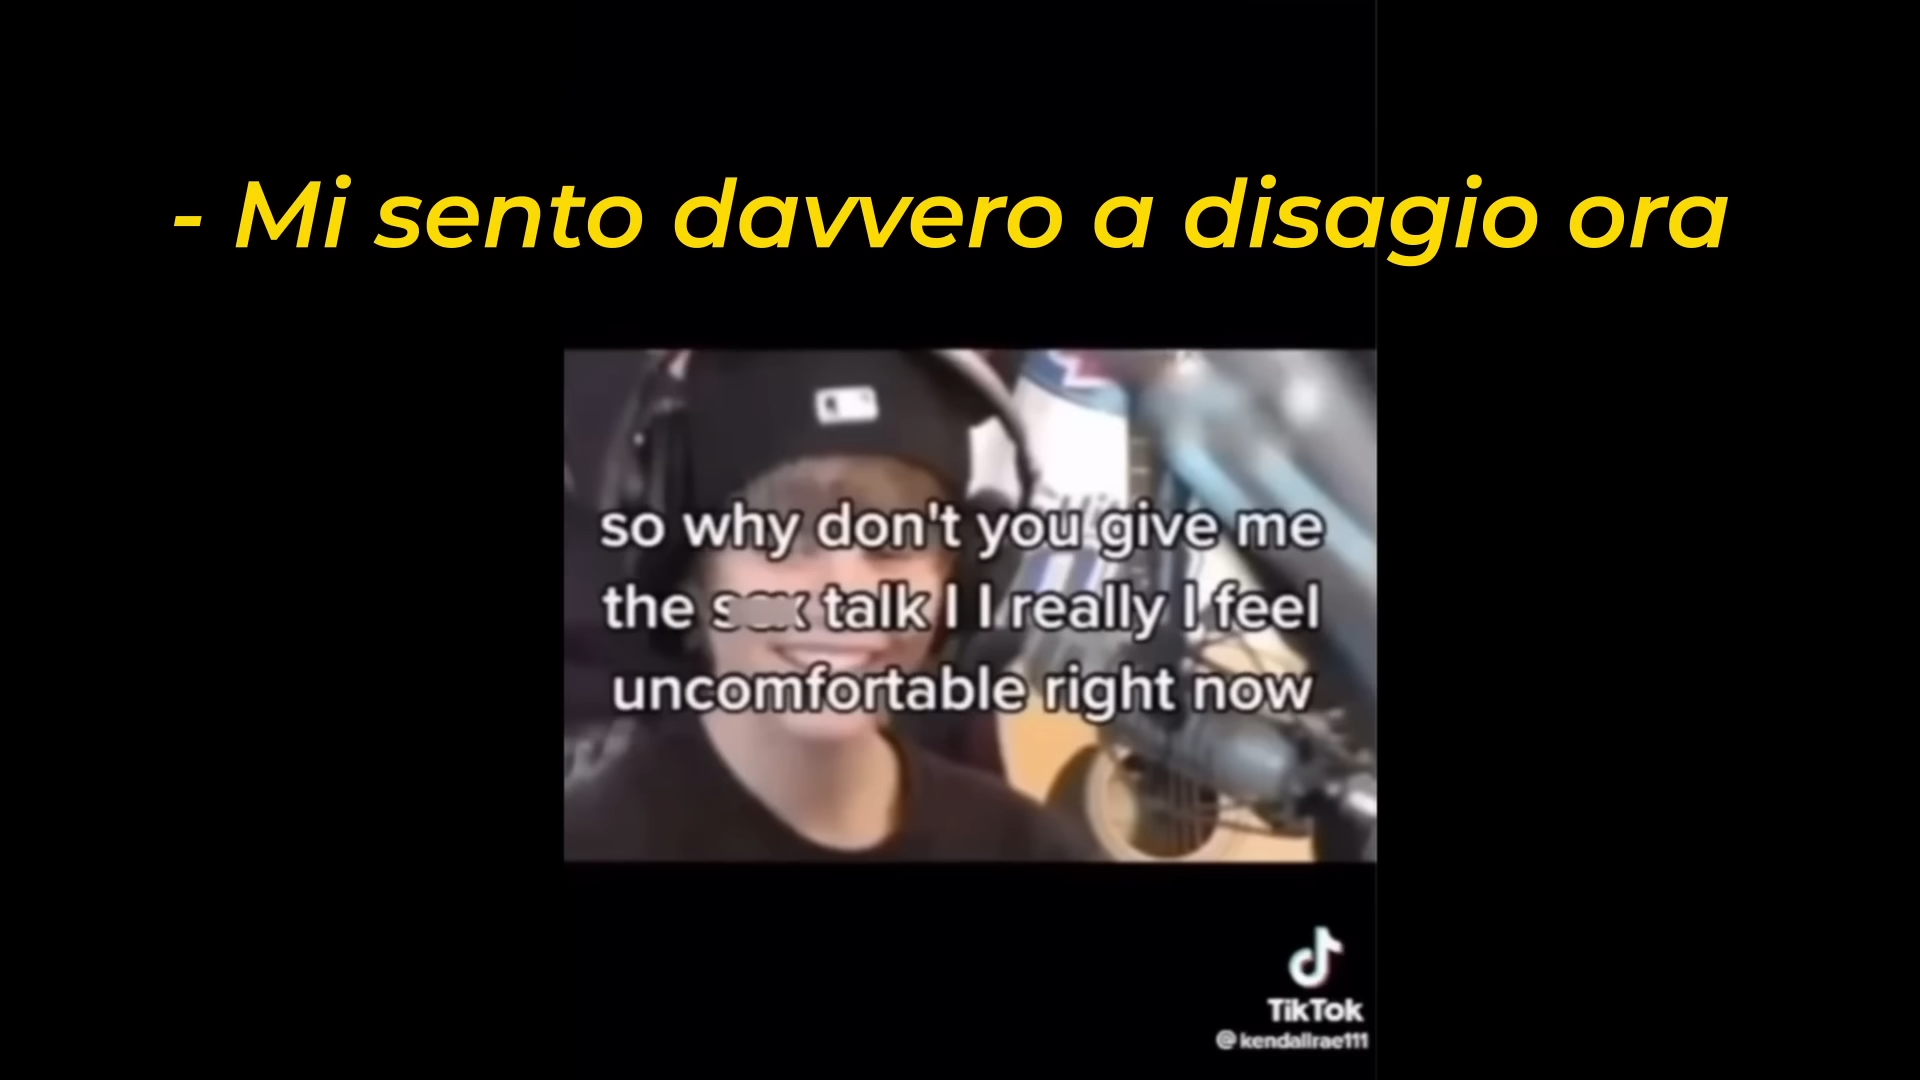 - Mi sento davvero a disagio ora
so why don't you give me
the talk I I really I feel
uncomfortable right now
TikTok
@kendallrae111